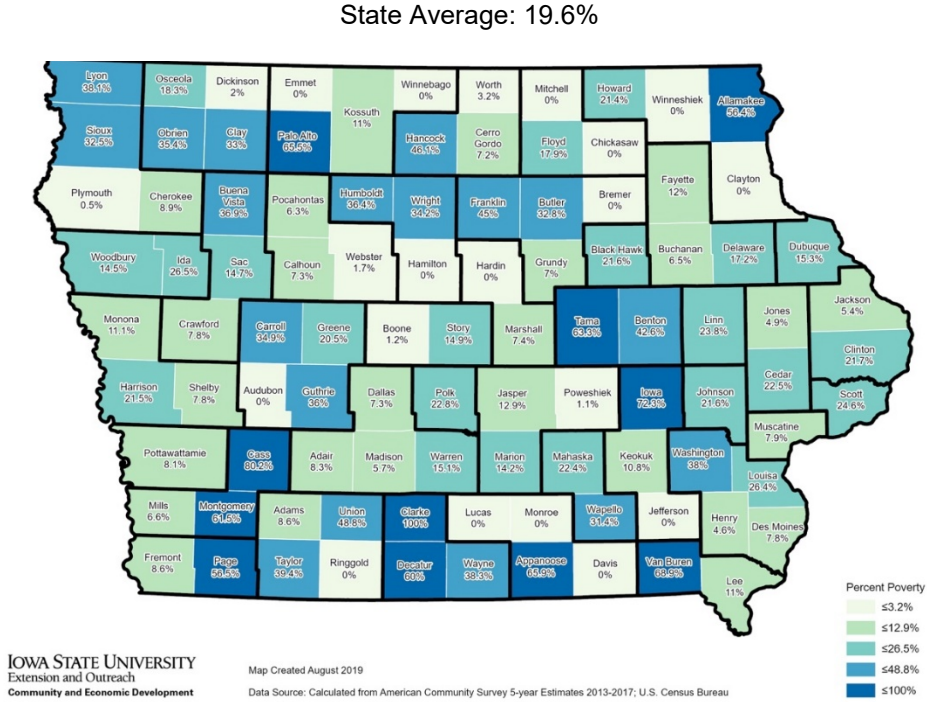 State Average: 19.6%
Lyon
38.1%
Osceola
18.3%
Dickinson
2%
Emmet
0%
Kossuth
11%
Winnebago
0%
Worth
3.2%
Mitchell
0%
Howard
21.4%
Winneshiek
0%
Allamakee
56.4%
Sioux
32.5%
Obrien
35.4%
Clay
33%
Palo Alto
65.5%
Hancock
46.1%
Cerro
Gordo
7.2%
Floyd
17.9%
Chickasaw
0%
Plymouth
0.5%
Cherokee
8.9%
Buena
Vista
36.9%
Pocahontas
6.3%
Humboldt
36.4%
Wright
34.2%
Franklin
45%
Butler
32.8%
Bremer
0%
Fayette
12%
Clayton
0%
Woodbury
14.5%
Ida
26.5%
Sac
14.7%
Calhoun
7.3%
Webster
1.7%
Hamilton
0%
Hardin
0%
Grundy
7%
Black Hawk
21.6%
Buchanan
6.5%
Delaware
17.2%
Dubuque
15.3%
Monona
11.1%
Crawford
7.8%
Carroll
34.9%
Greene
20.5%
Boone
1.2%
Story
14.9%
Marshall
7.4%
Tama
63.3%
Benton
42.6%
Linn
23.8%
Jones
4.9%
Jackson
5.4%
Clinton
21.7%
Harrison
21.5%
Shelby
7.8%
Audubon
0%
Guthrie
36%
Dallas
7.3%
Polk
22.8%
Jasper
12.9%
Poweshiek
1.1%
Iowa
72.3%
Johnson
21.6%
Cedar
22.5%
Scott
24.6%
Muscatine
7.9%
Pottawattamie
8.1%
Cass
80.2%
Adair
8.3%
Madison
5.7%
Warren
15.1%
Marion
14.2%
Mahaska
22.4%
Keokuk
10.8%
Washington
38%
Louisa
26.4%
Mills
6.6%
Montgomery
61.5%
Adams
8.6%
Union
48.8%
Clarke
100%
Lucas
0%
Monroe
0%
Wapello
31.4%
Jefferson
0%
Henry
4.6%
Des Moines
7.8%
Fremont
8.6%
Page
56.5%
Taylor
39.4%
Ringgold
0%
Decatur
60%
Wayne
38.3%
Appanoose
65.9%
Davis
0%
Van Buren
68.9%
Lee
11%
Percent Poverty
≤3.2%
≤12.9%
≤26.5%
≤48.8%
≤100%
IOWA STATE UNIVERSITY
Extension and Outreach
Community and Economic Development
Map Created August 2019
Data Source: Calculated from American Community Survey 5-year Estimates 2013-2017; U.S. Census Bureau